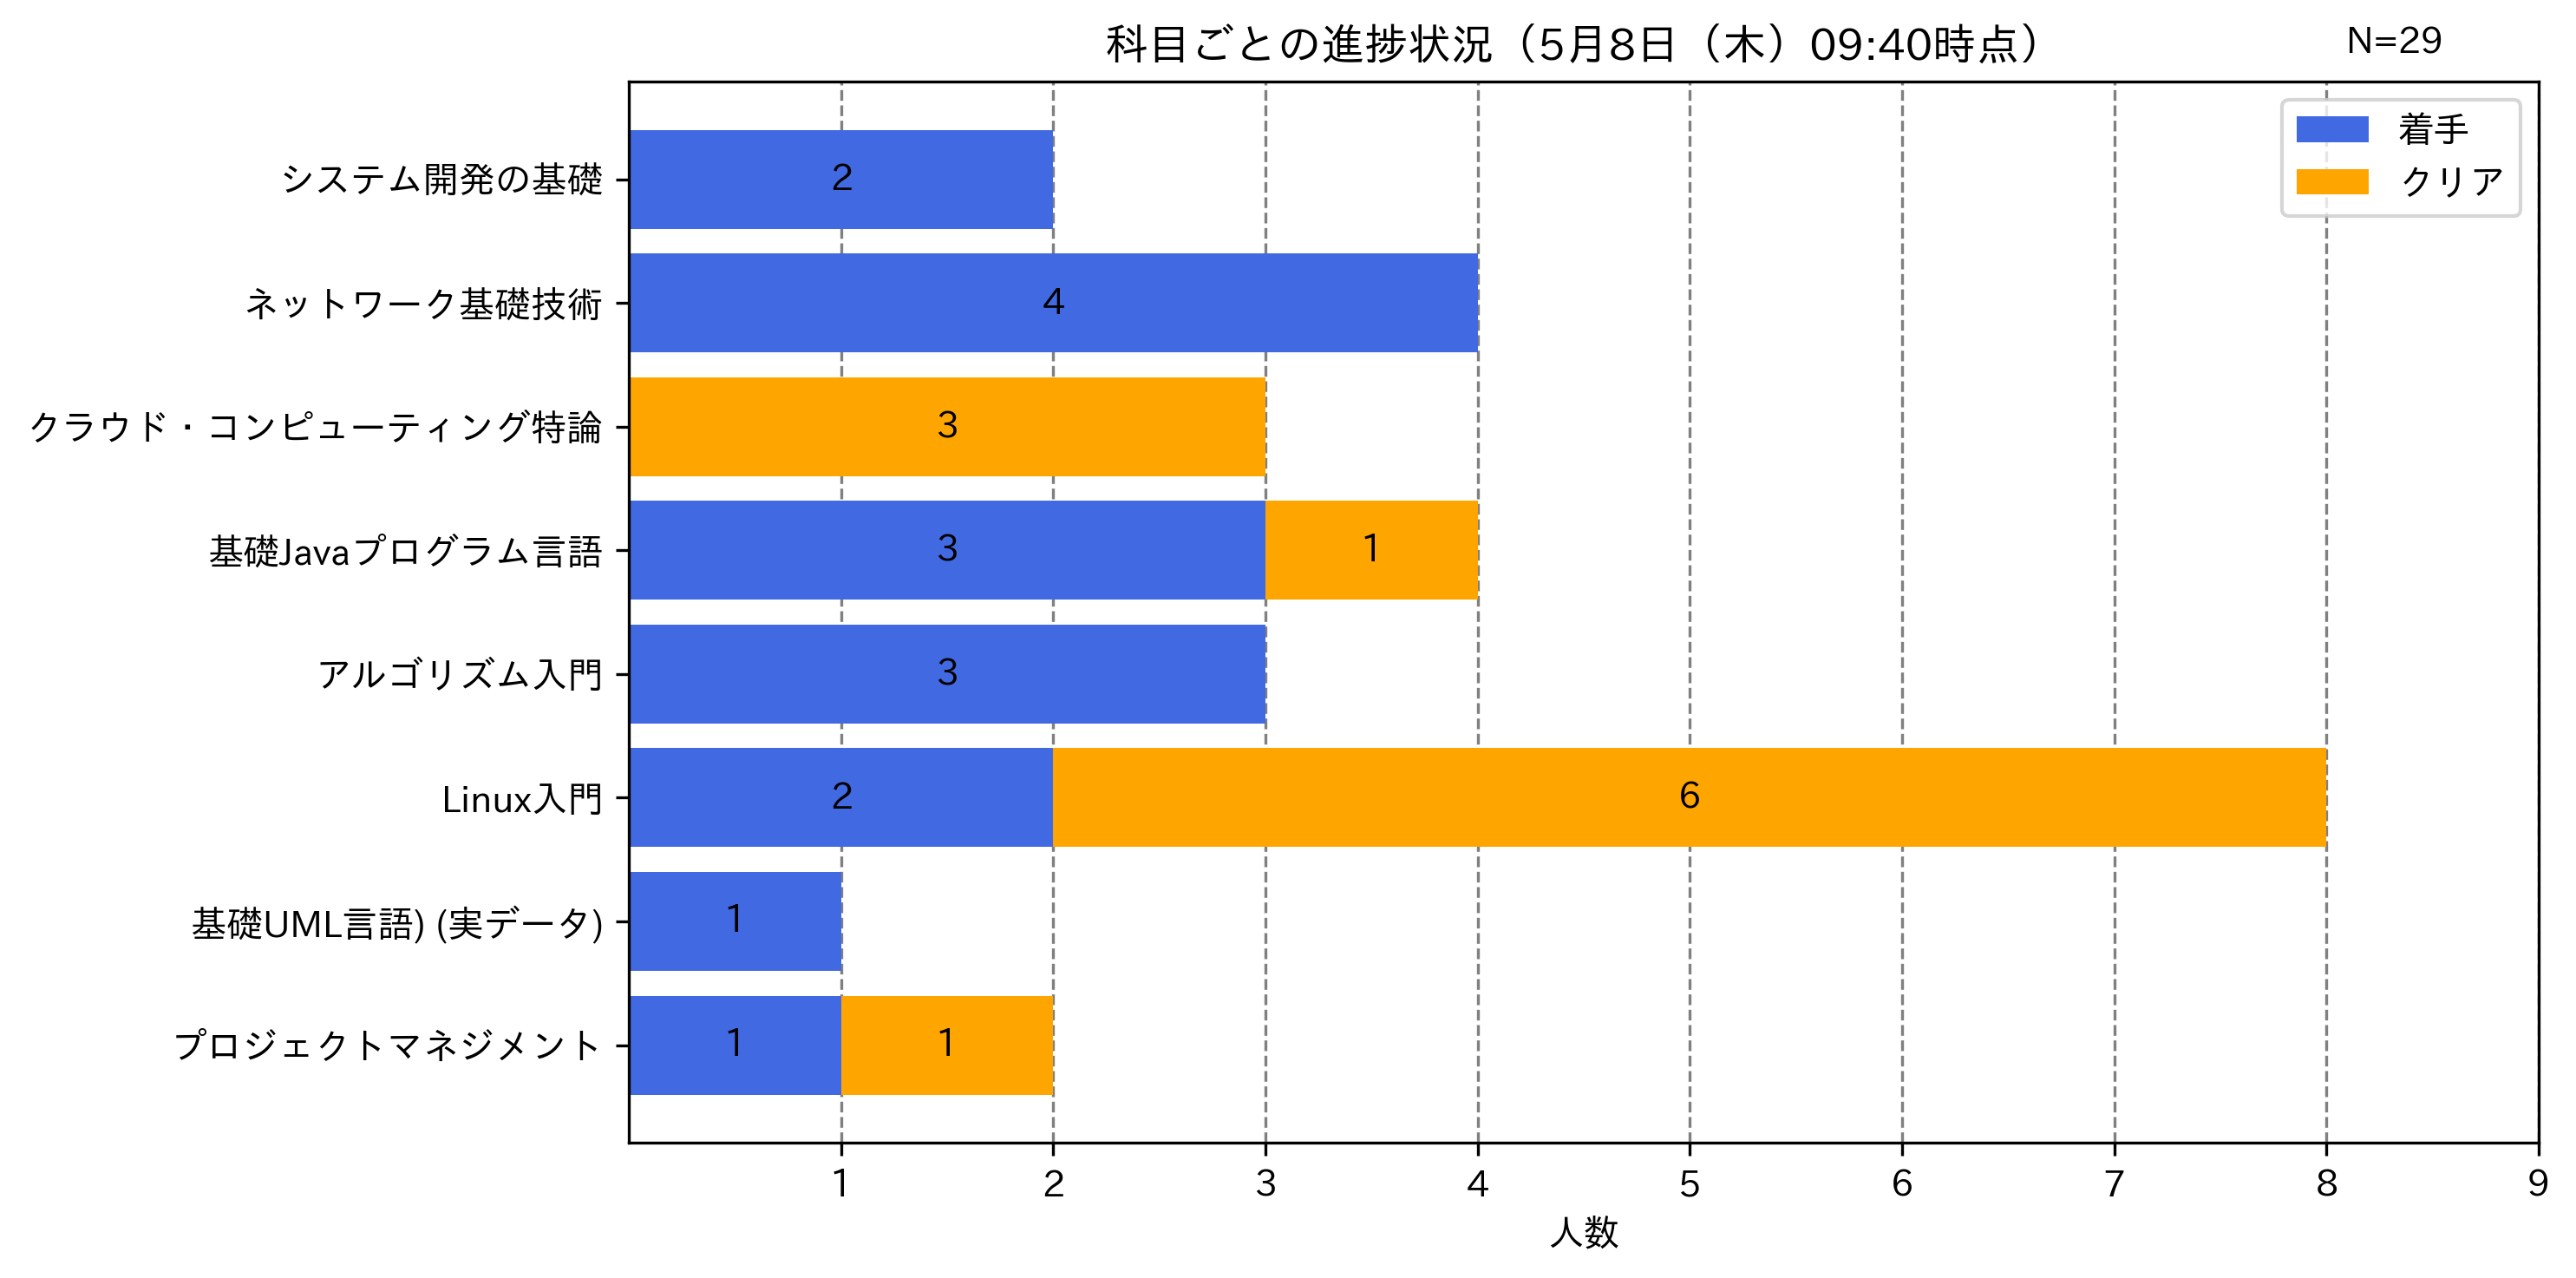 科目ごとの進捗状況（5月8日（木）09:40時点）
N=29
着手
クリア
システム開発の基礎
2
ネットワーク基礎技術
4
クラウド・コンピューティング特論
3
基礎Javaプログラム言語
3
1
アルゴリズム入門
3
Linux入門
2
6
基礎UML言語) (実データ)
1
プロジェクトマネジメント
1
1
1 2 3 4 5 6 7 8 9
人数